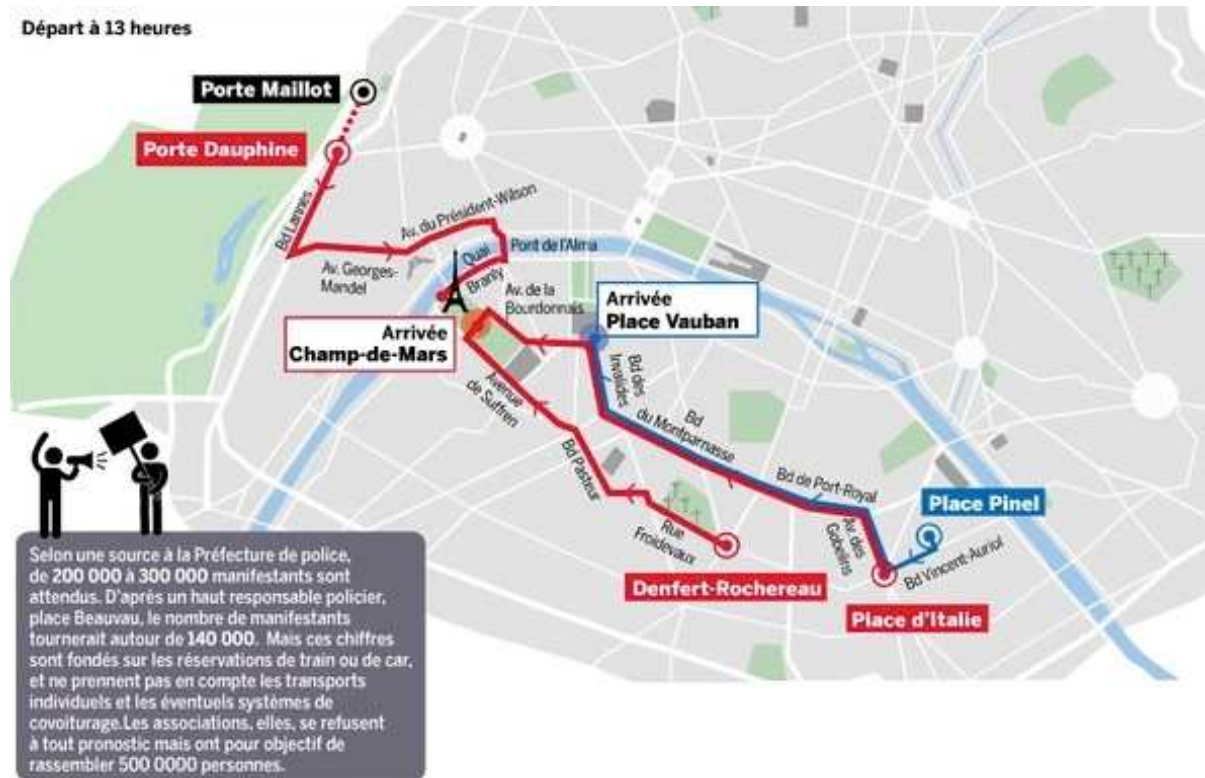 Départ à 13 heures
Porte Maillot
Porte Dauphine
Bd Lannes
Av. du Président-Wilson
Av. Georges-
Mandel
Quai
Branly
Pont de l'Alma
Av. de la
Bourdonnais
Arrivée
Place Vauban
Arrivée
Champ-de-Mars
Avenue
de Suffren
Bd des
Invalides
Bd
du Montparnasse
Bd Pasteur
Bd de Port-Royal
Place Pinel
Rue
Froidevaux
Av. des
Gobelins
Bd Vincent-Auriol
Denfert-Rochereau
Place d'Italie
Selon une source à la Préfecture de police,
de 200 000 à 300 000 manifestants sont
attendus. D'après un haut responsable policier,
place Beauvau, le nombre de manifestants
tournerait autour de 140 000. Mais ces chiffres
sont fondés sur les réservations de train ou de car,
et ne prennent pas en compte les transports
individuels et les éventuels systèmes de
covoiturage.Les associations, elles, se refusent
à tout pronostic mais ont pour objectif de
rassembler 500 0000 personnes.